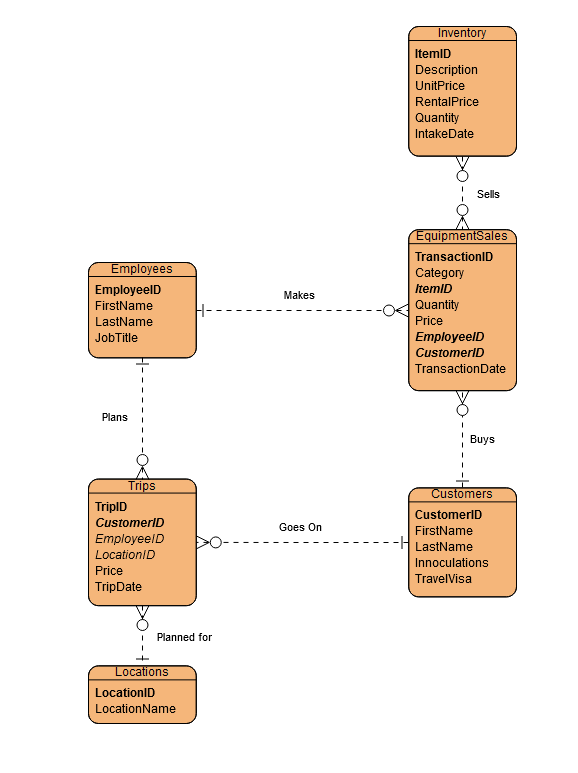 Inventory
ItemID
Description
UnitPrice
RentalPrice
Quantity
IntakeDate
Sells
EquipmentSales
TransactionID
Category
ItemID
Quantity
Price
EmployeeID
CustomerID
TransactionDate
Employees
EmployeeID
FirstName
LastName
JobTitle
Makes
Plans
Buys
Trips
TripID
CustomerID
EmployeeID
LocationID
Price
TripDate
Goes On
Customers
CustomerID
FirstName
LastName
Innoculations
TravelVisa
Planned for
Locations
LocationID
LocationName